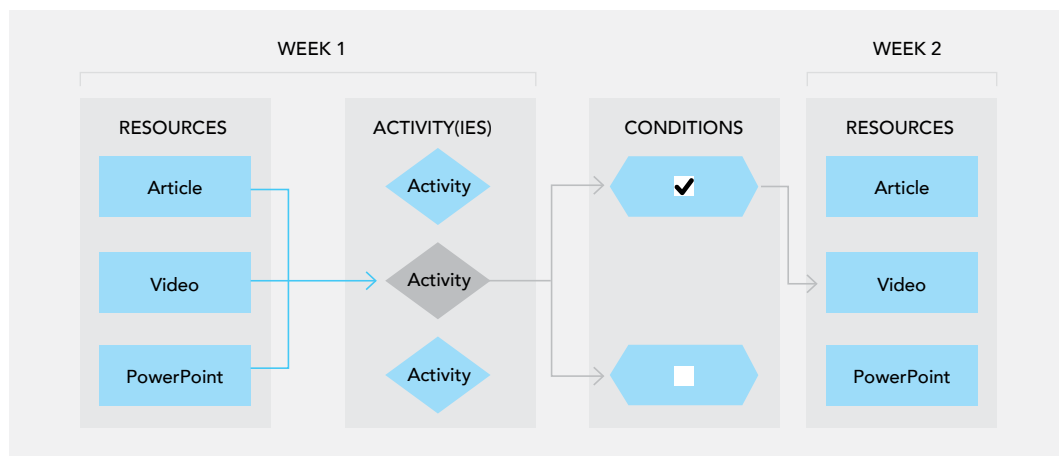 WEEK 1
WEEK 2
RESOURCES
ACTIVITY(IES)
CONDITIONS
RESOURCES
Article
Activity
Article
Video
Activity
Video
PowerPoint
Activity
PowerPoint